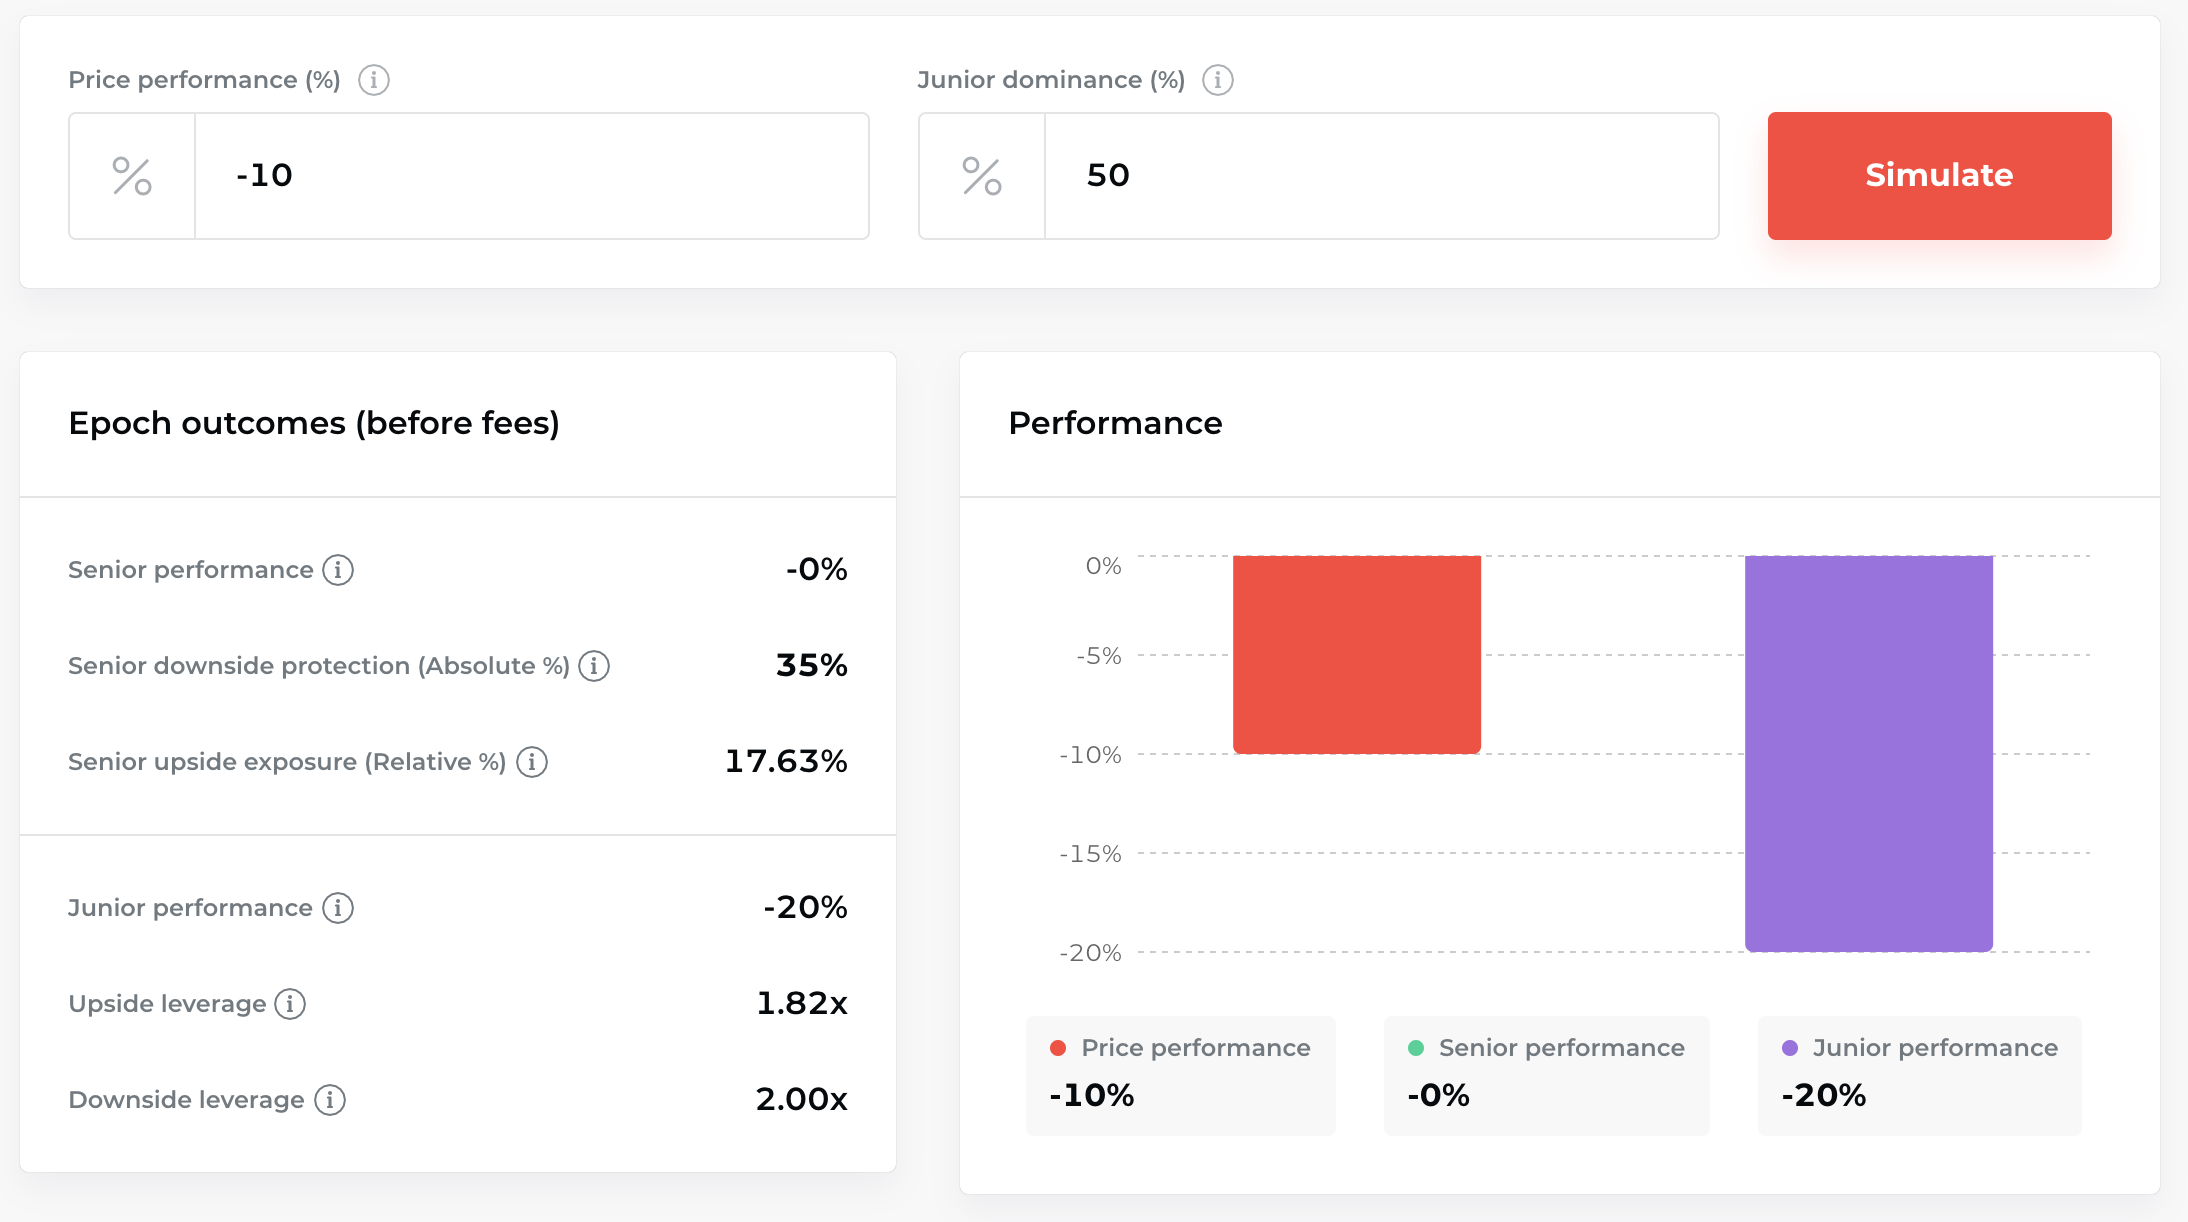 Price performance (%)
Junior dominance (%)
% -10
% 50
Simulate
Epoch outcomes (before fees)
Senior performance -0%
Senior downside protection (Absolute %) 35%
Senior upside exposure (Relative %) 17.63%
Junior performance -20%
Upside leverage 1.82x
Downside leverage 2.00x
Performance
0%
-5%
-10%
-15%
-20%
Price performance
-10%
Senior performance
-0%
Junior performance
-20%